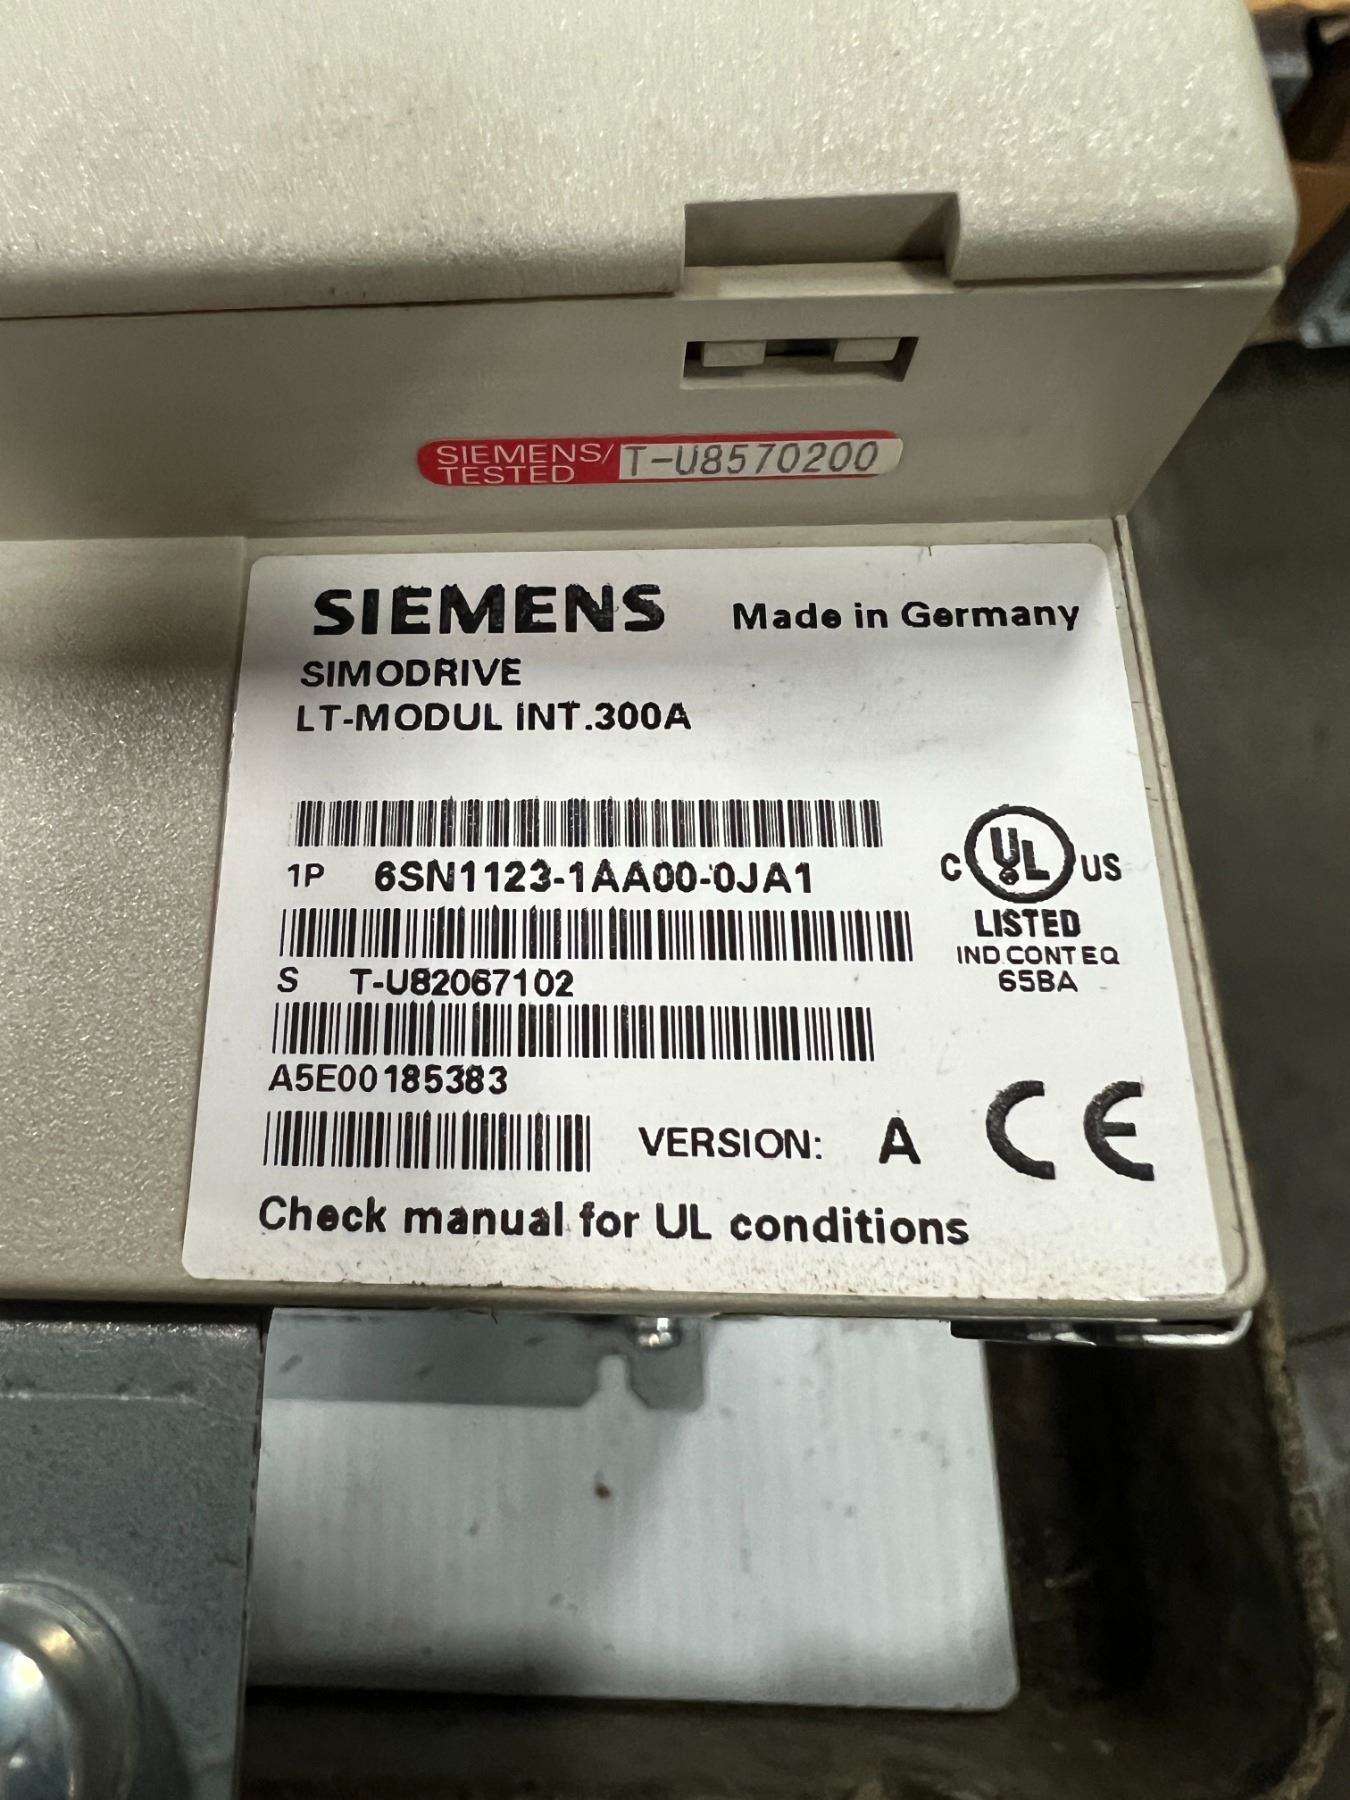 SIEMENS/ T-U8570200
TESTED
SIEMENS Made in Germany
SIMODRIVE
LT-MODUL INT.300A
1P 6SN1123-1AA00-0JA1
C UL US
LISTED
IND.CONT EQ
65BA
S T-U82067102
A5E00185383
VERSION: A CE
Check manual for UL conditions